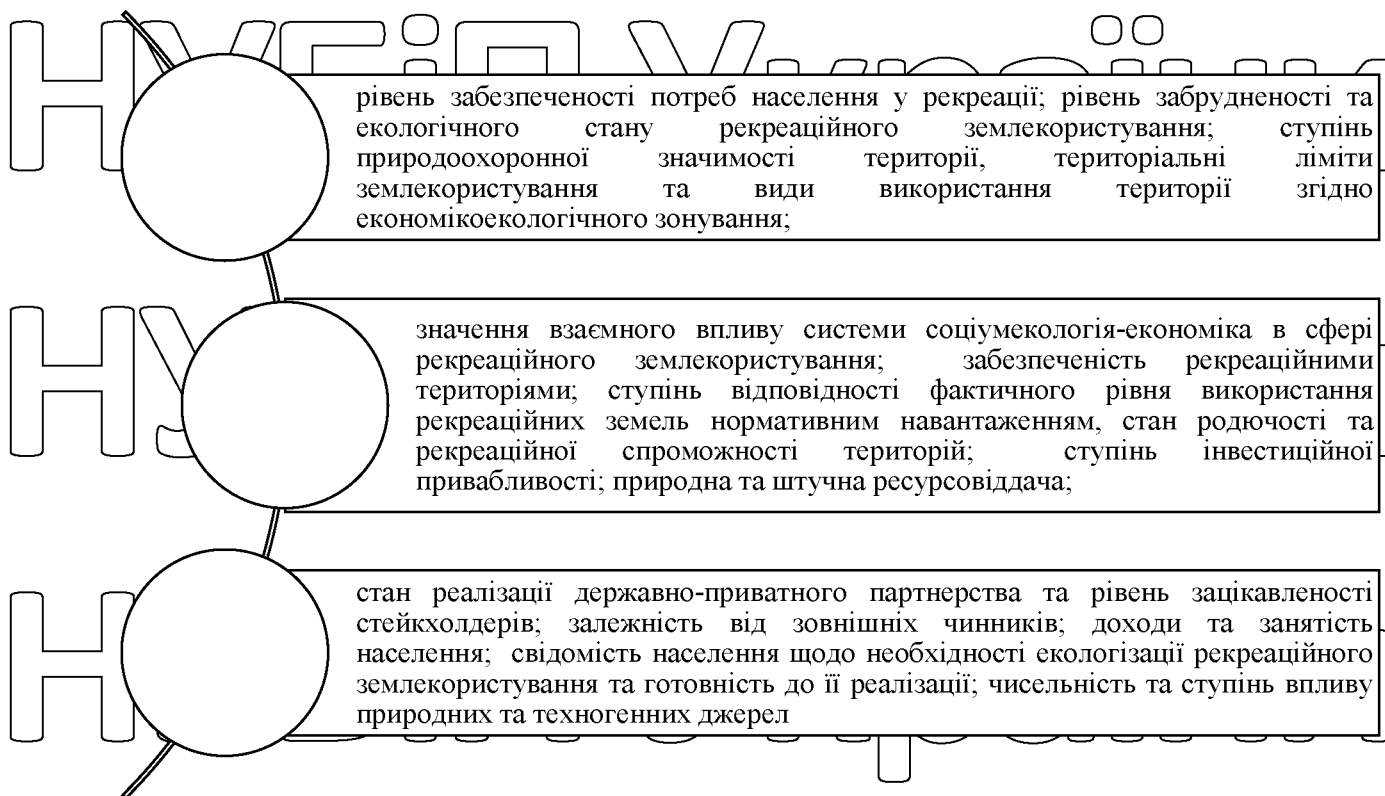 НУБіП України
рівень забезпеченості потреб населення у рекреації; рівень забрудненості та
екологічного стану рекреаційного землекористування; ступінь
природоохоронної значимості території, територіальні ліміти
землекористування та види використання території згідно
економікоекологічного зонування;
значення взаємного впливу системи соціумекологія-економіка в сфері
рекреаційного землекористування; забезпеченість рекреаційними
територіями; ступінь відповідності фактичного рівня використання
рекреаційних земель нормативним навантаженням, стан родючості та
рекреаційної спроможності територій; ступінь інвестиційної
привабливості; природна та штучна ресурсовіддача;
стан реалізації державно-приватного партнерства та рівень зацікавленості
стейкхолдерів; залежність від зовнішніх чинників; доходи та занятість
населення; свідомість населення щодо необхідності екологізації рекреаційного
землекористування та готовність до її реалізації; чисельність та ступінь впливу
природних та техногенних джерел